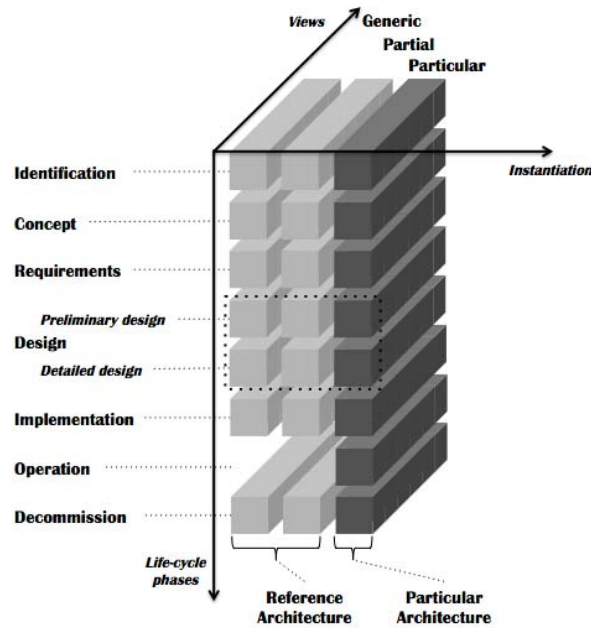 Views
Generic
Partial
Particular
Instantiation
Identification
Concept
Requirements
Preliminary design
Design
Detailed design
Implementation
Operation
Decommission
Life-cycle
phases
Reference
Architecture
Particular
Architecture